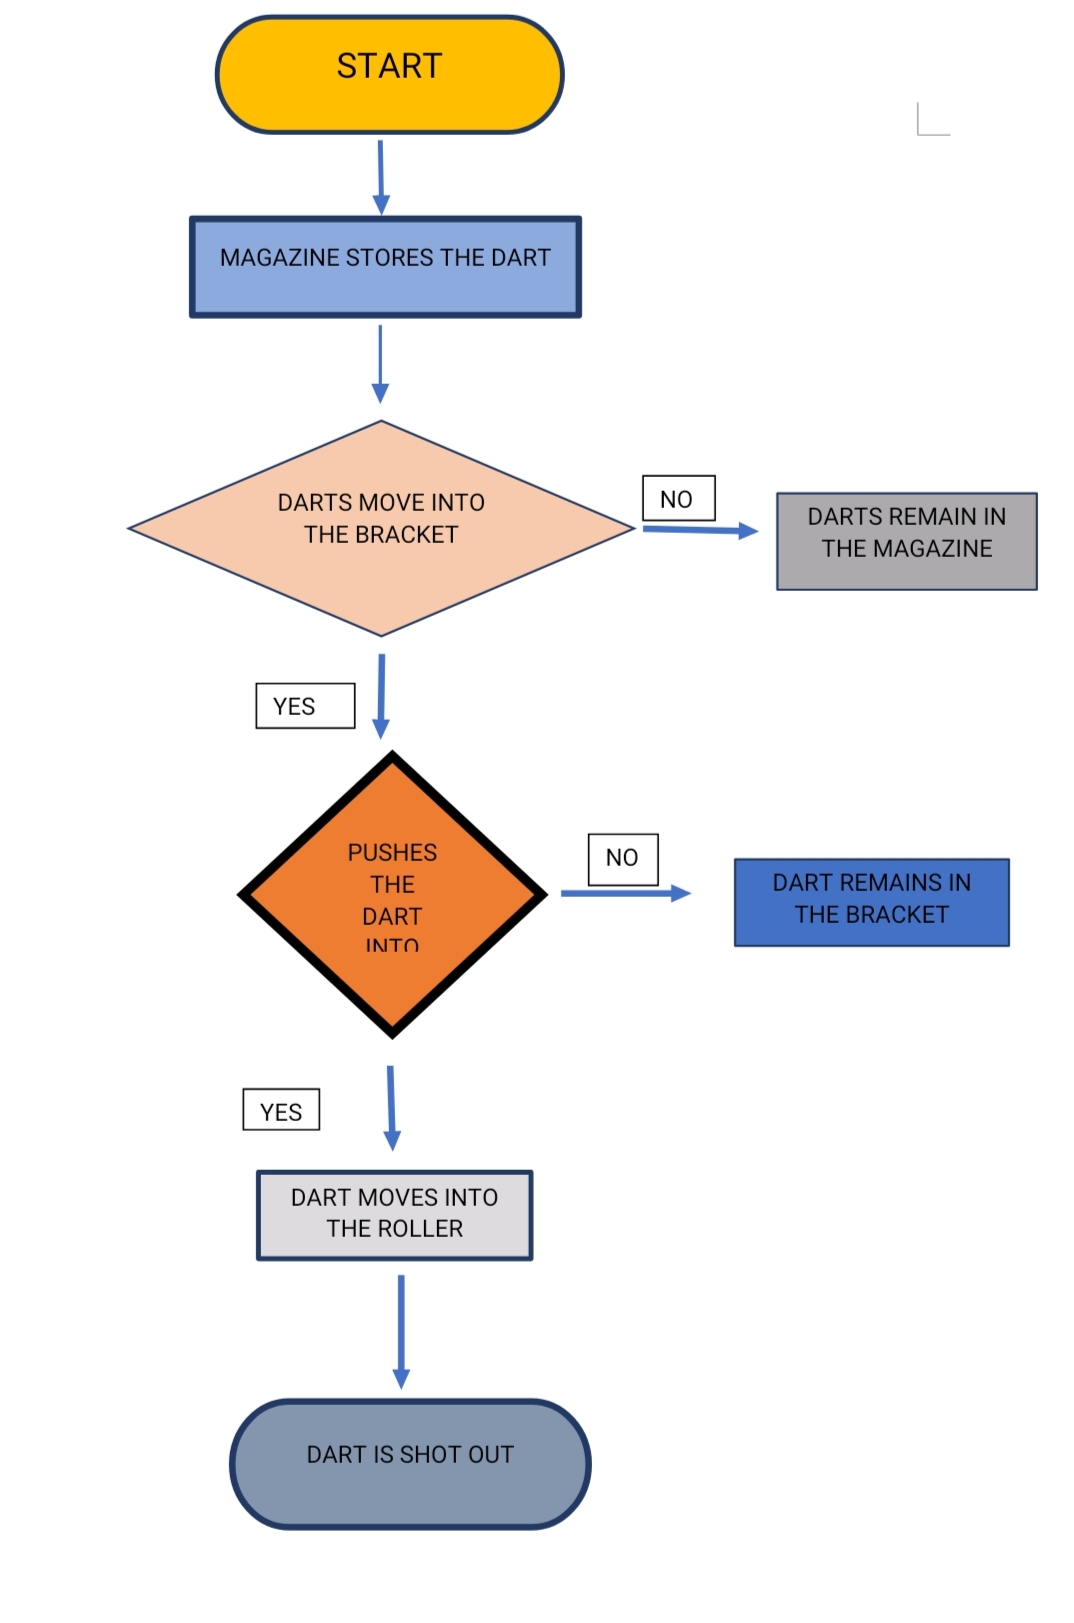 START
MAGAZINE STORES THE DART
DARTS MOVE INTO
THE BRACKET
NO
DARTS REMAIN IN
THE MAGAZINE
YES
PUSHES
THE
DART
INTO
NO
DART REMAINS IN
THE BRACKET
YES
DART MOVES INTO
THE ROLLER
DART IS SHOT OUT